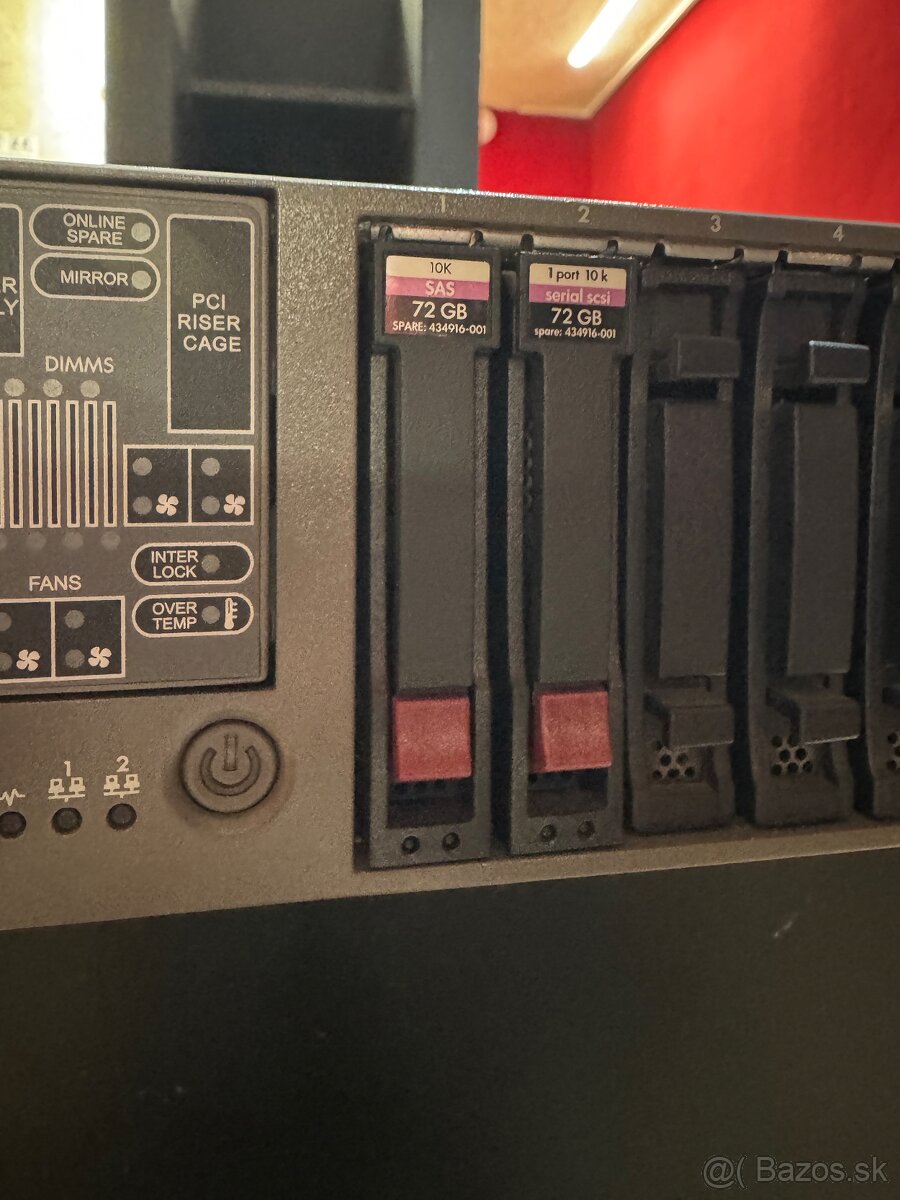 ONLINE
SPARE
MIRROR
PCI
RISER
CAGE
DIMMS
INTER
LOCK
FANS
OVER
TEMP
1
2
1
2
3
4
10K
SAS
72 GB
SPARE: 434916-001
1 port 10 k
serial scsi
72 GB
spare: 434916-001
@( Bazos.sk